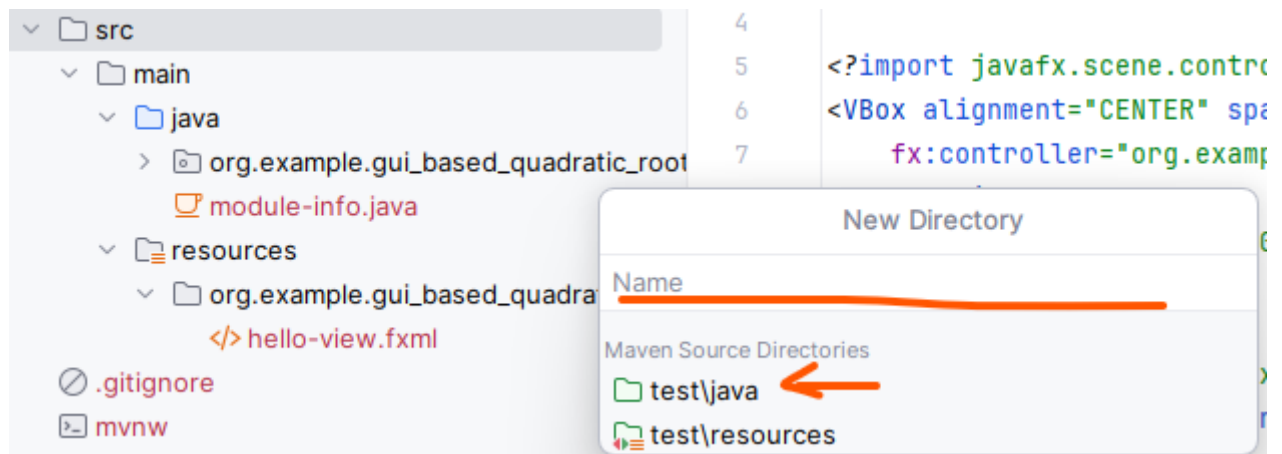 src
main
java
org.example.gui_based_quadratic_root
module-info.java
resources
org.example.gui_based_quadra
hello-view.fxml
.gitignore
mvnw
4
5 <?import javafx.scene.contro
6 <VBox alignment="CENTER" spa
7 fx:controller="org.examp
New Directory
Name
Maven Source Directories
test\java
test\resources